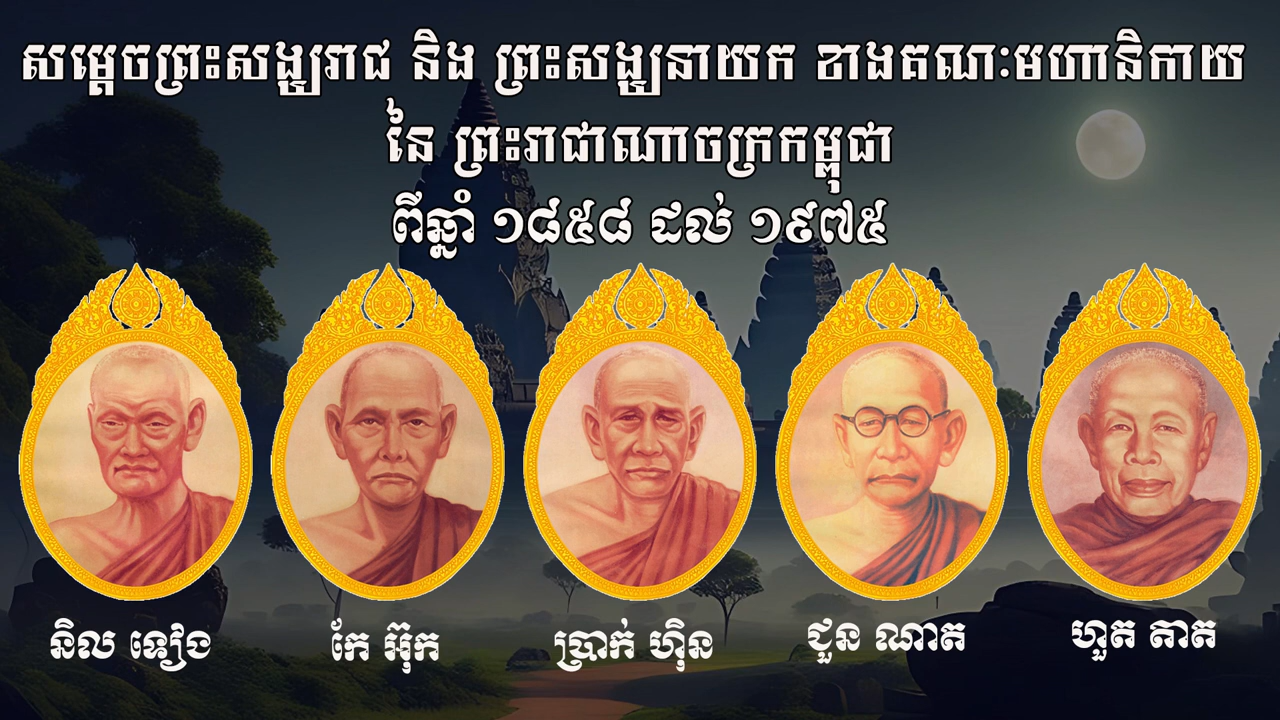 សម្ដេចព្រះសង្ឃរាជ និង ព្រះសង្ឃនាយក ខាងគណៈមហានិកាយ
នៃ ព្រះរាជាណាចក្រកម្ពុជា
ពីឆ្នាំ ១៨៥៨ ដល់ ១៩៧៥
និល ទៀង
កែ អ៊ុក
ប្រាក់ ហ៊ិន
ជួន ណាត
ហួត តាត